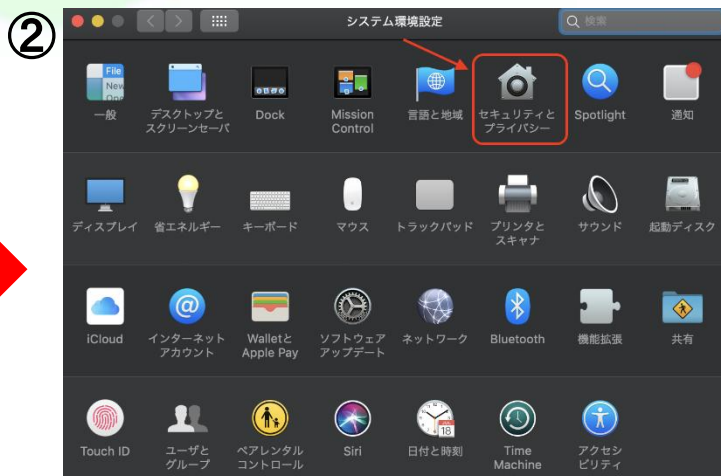 ②
システム環境設定
検索
File
New
一般
デスクトップと
スクリーンセーバ
Dock
Mission
Control
言語と地域
セキュリティと
プライバシー
Spotlight
通知
ディスプレイ
省エネルギー
キーボード
マウス
トラックパッド
プリンタと
スキャナ
サウンド
起動ディスク
iCloud
インターネット
アカウント
Walletと
Apple Pay
ソフトウェア
アップデート
ネットワーク
Bluetooth
機能拡張
共有
Touch ID
ユーザと
グループ
ペアレンタル
コントロール
Siri
18
日付と時刻
Time
Machine
アクセシ
ビリティ